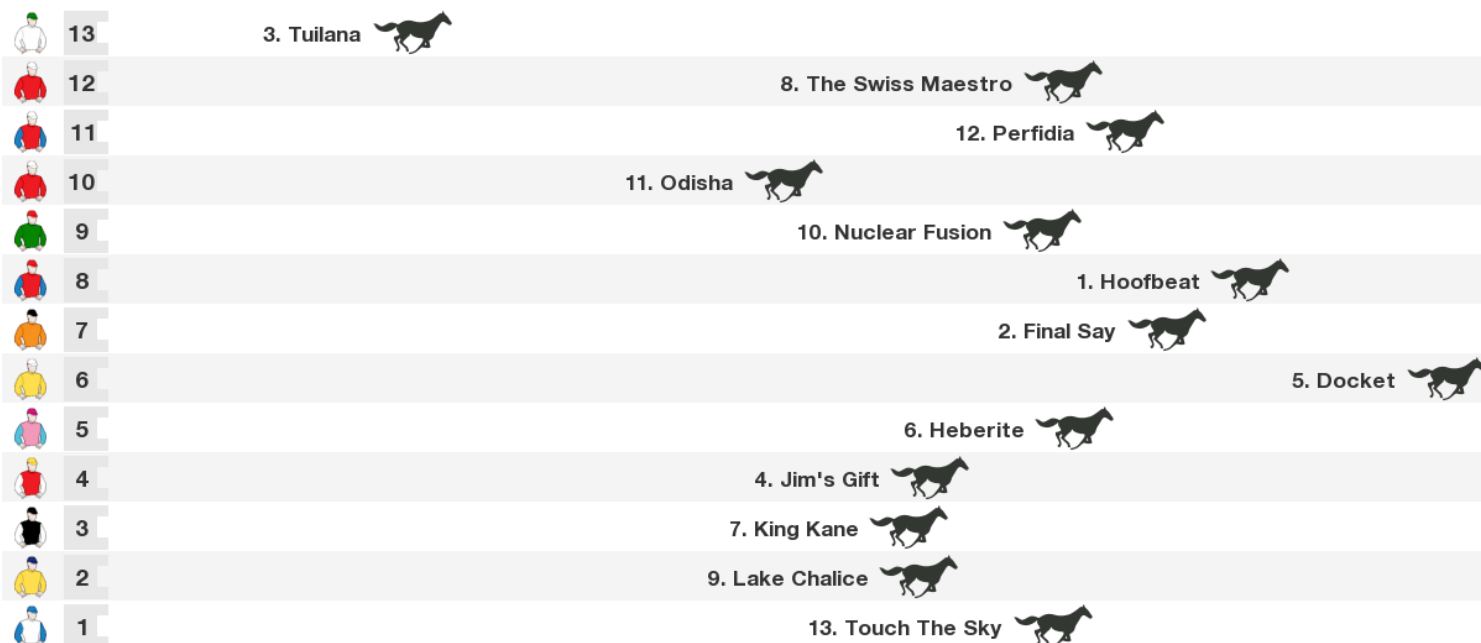 13 3. Tuilana
12 8. The Swiss Maestro
11 12. Perfidia
10 11. Odisha
9 10. Nuclear Fusion
8 1. Hoofbeat
7 2. Final Say
6 5. Docket
5 6. Heberite
4 4. Jim's Gift
3 7. King Kane
2 9. Lake Chalice
1 13. Touch The Sky